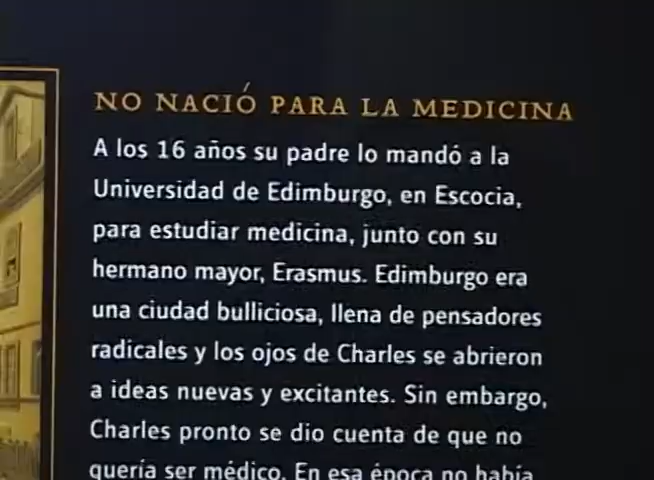 NO NACIÓ PARA LA MEDICINA
A los 16 años su padre lo mandó a la
Universidad de Edimburgo, en Escocia,
para estudiar medicina, junto con su
hermano mayor, Erasmus. Edimburgo era
una ciudad bulliciosa, llena de pensadores
radicales y los ojos de Charles se abrieron
a ideas nuevas y excitantes. Sin embargo,
Charles pronto se dio cuenta de que no
quería ser médico. En esa época no había